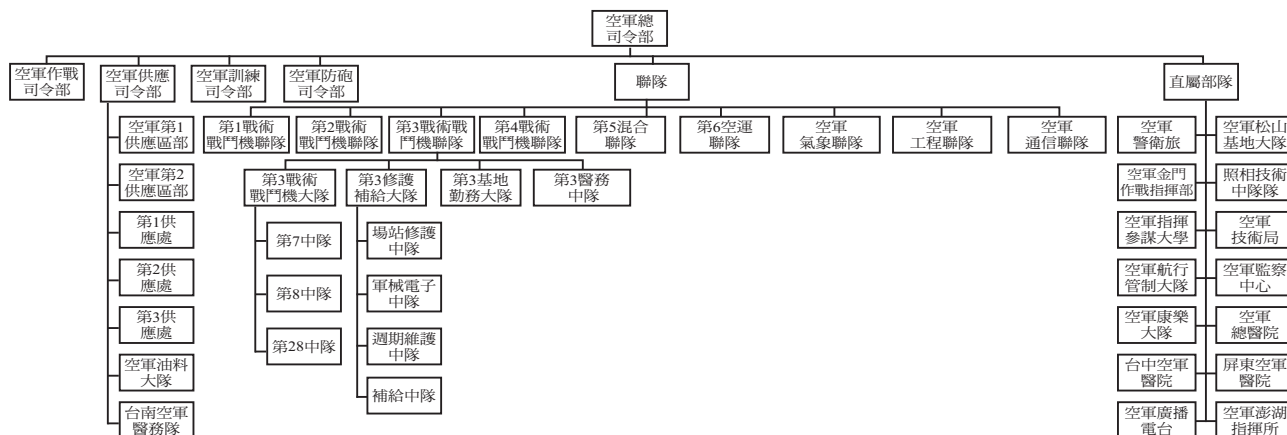 空軍總
司令部
空軍作戰
司令部
空軍供應
司令部
空軍訓練
司令部
空軍防砲
司令部
聯隊
直屬部隊
空軍第1
供應區部
空軍第2
供應區部
第1供
應處
第2供
應處
第3供
應處
空軍油料
大隊
台南空軍
醫務隊
第1戰術
戰鬥機聯隊
第2戰術
戰鬥機聯隊
第3戰術戰
鬥機聯隊
第4戰術
戰鬥機聯隊
第5混合
聯隊
第6空運
聯隊
空軍
氣象聯隊
空軍
工程聯隊
空軍
通信聯隊
第3戰術
戰鬥機大隊
第3修護
補給大隊
第3基地
勤務大隊
第3醫務
中隊
第7中隊
第8中隊
第28中隊
場站修護
中隊
軍械電子
中隊
週期維護
中隊
補給中隊
空軍
警衛旅
空軍松山
基地大隊
空軍金門
作戰指揮部
照相技術
中隊隊
空軍指揮
參謀大學
空軍
技術局
空軍航行
管制大隊
空軍監察
中心
空軍康樂
大隊
空軍
總醫院
台中空軍
醫院
屏東空軍
醫院
空軍廣播
電台
空軍澎湖
指揮所